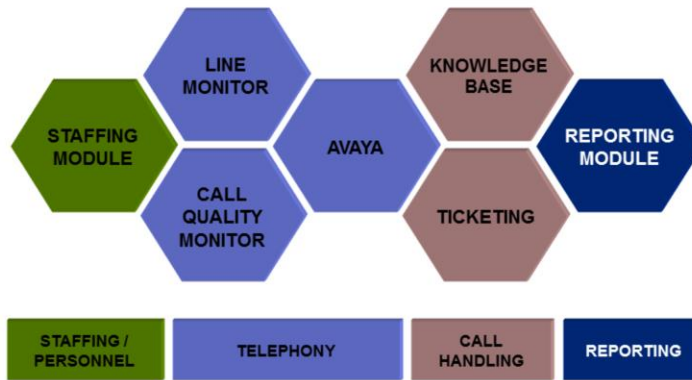 LINE
MONITOR
KNOWLEDGE
BASE
STAFFING
MODULE
AVAYA
REPORTING
MODULE
CALL
QUALITY
MONITOR
TICKETING
STAFFING /
PERSONNEL
TELEPHONY
CALL
HANDLING
REPORTING